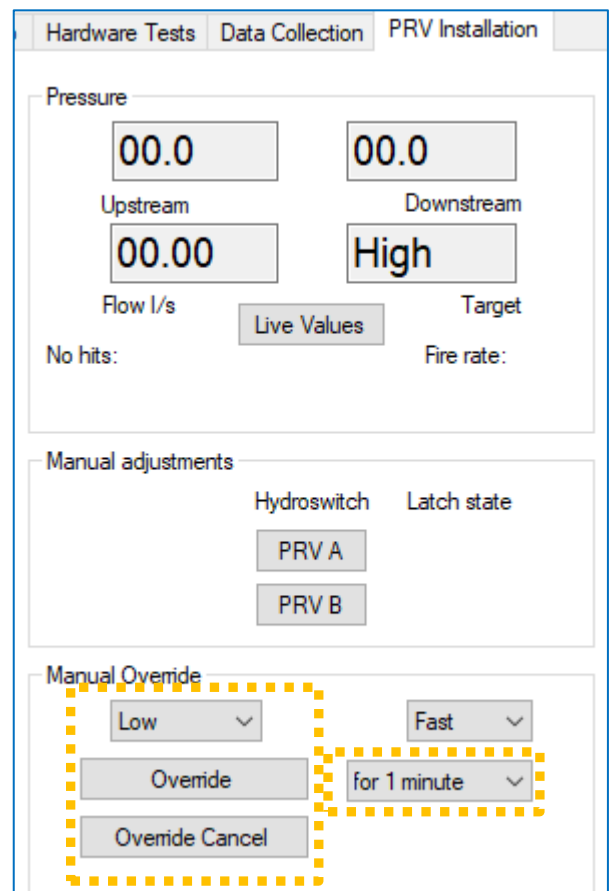 Hardware Tests Data Collection PRV Installation
Pressure
00.0 00.0
Upstream Downstream
00.00 High
Flow l/s Target
Live Values
No hits: Fire rate:
Manual adjustments
Hydroswitch Latch state
PRV A
PRV B
Manual Override
Low Fast
Override for 1 minute
Override Cancel